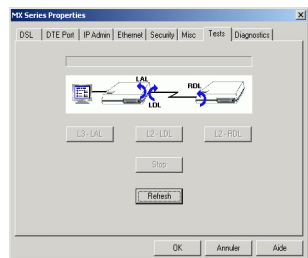 MX Series Properties
DSL DTE Port IP Admin Ethernet Security Misc Tests Diagnostics
LAL RDL
LDL
L3-LAL L2-LDL L2-RDL
Stop
Refresh
OK Annuler Aide